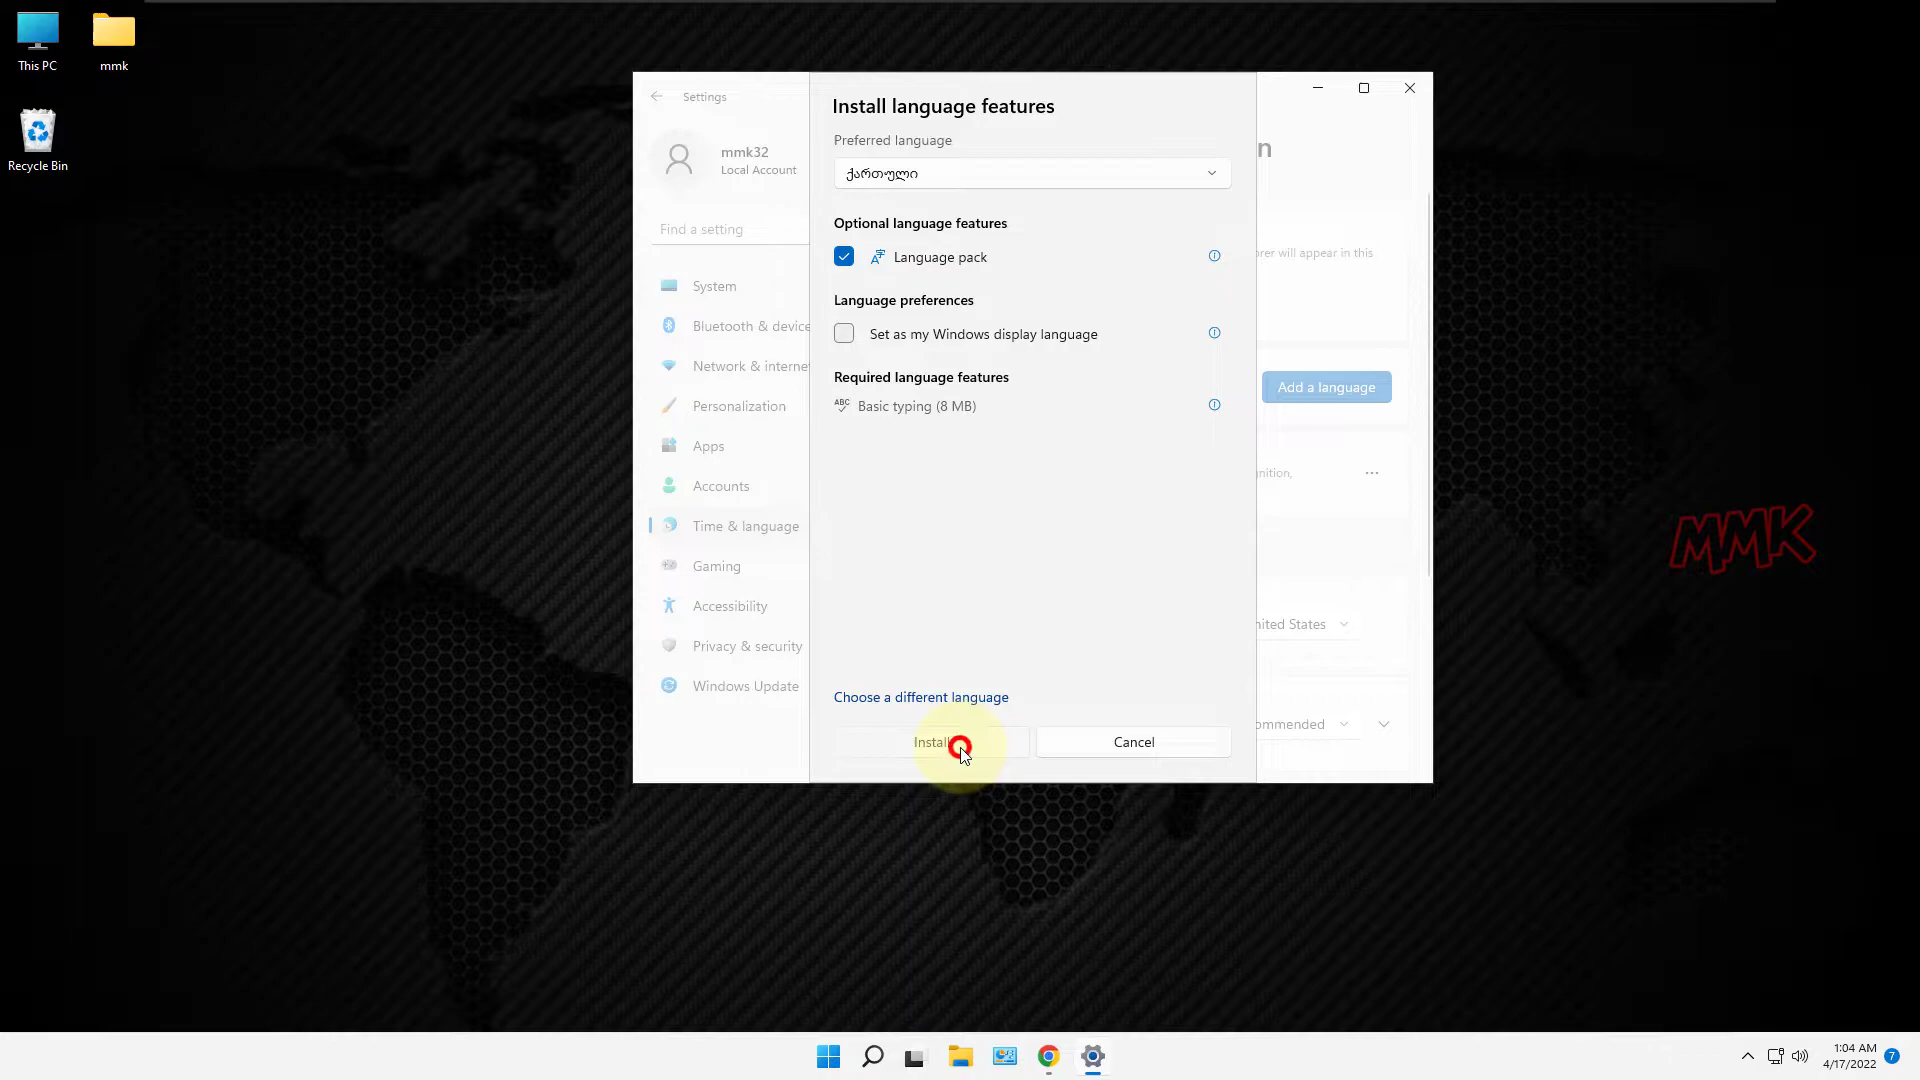 This PC
mmk
Recycle Bin
Settings
mmk32
Local Account
Find a setting
System
Bluetooth & device
Network & interne
Personalization
Apps
Accounts
Time & language
Gaming
Accessibility
Privacy & security
Windows Update
Install language features
Preferred language
ქართული
Optional language features
Language pack
Language preferences
Set as my Windows display language
Required language features
ABC
Basic typing (8 MB)
Choose a different language
Install
Cancel
n
orer will appear in this
Add a language
gnition,
nited States
ommended
MMK
1:04 AM
4/17/2022
7